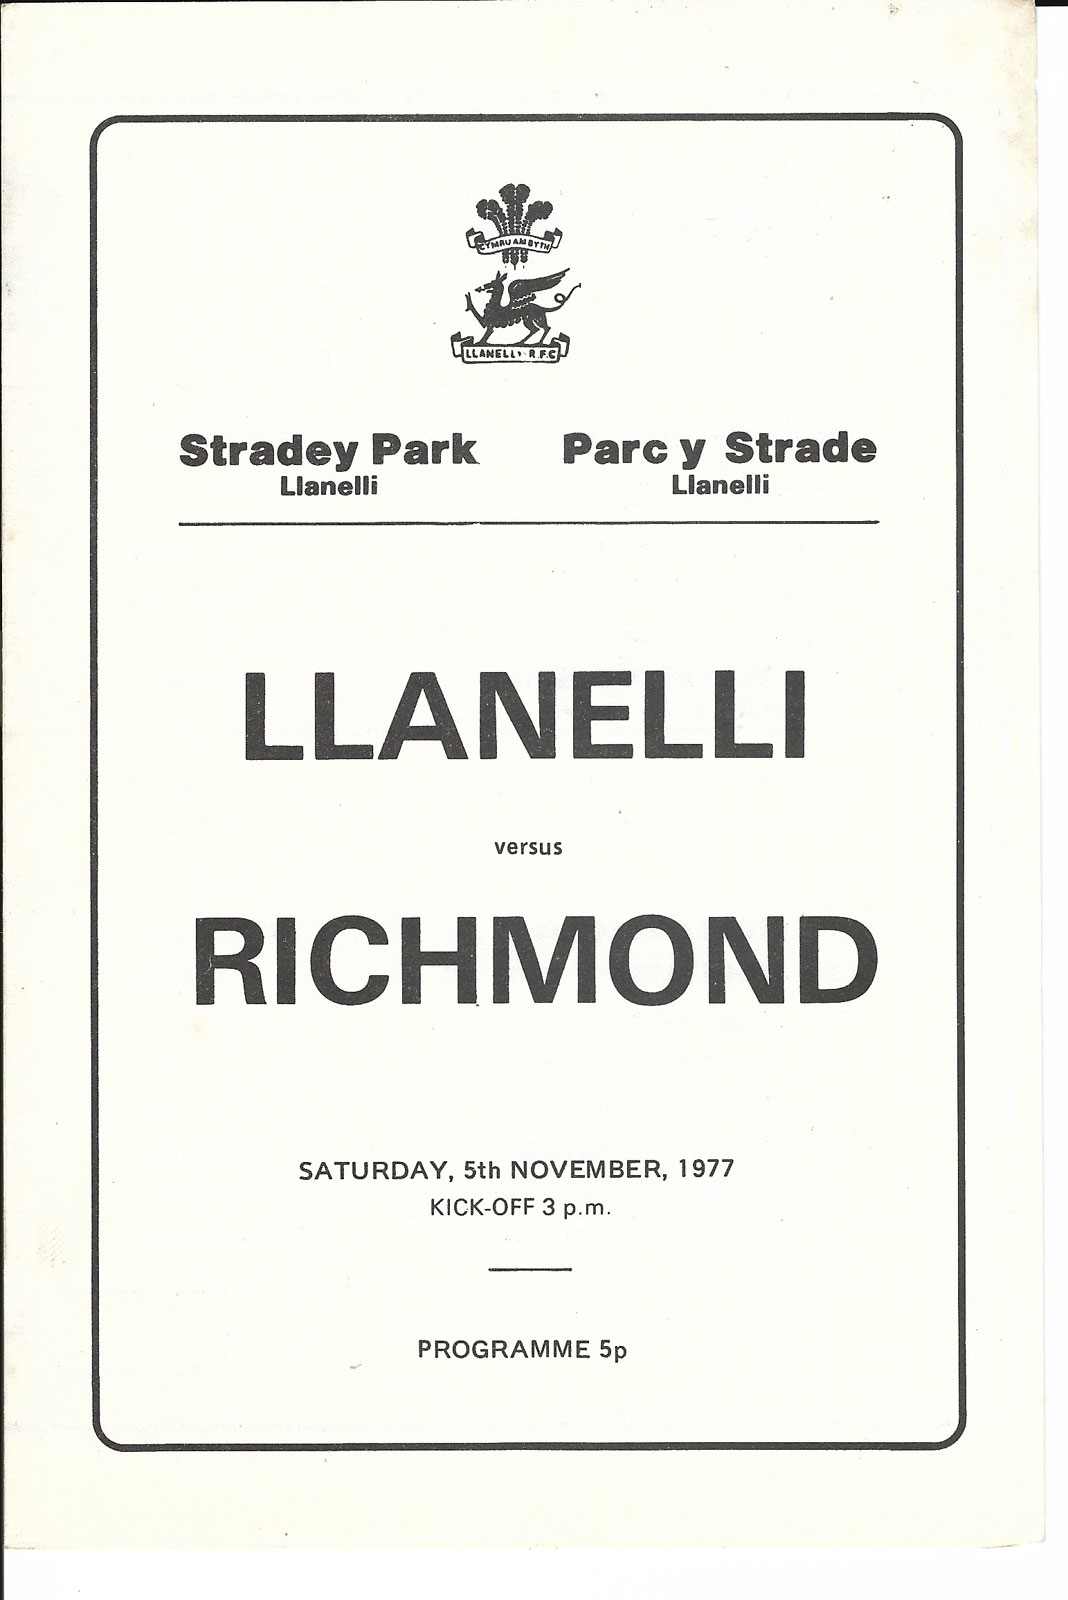 CYMRU AM BYTH
LLANELLI R.F.C
Stradey Park
Llanelli
Parc y Strade
Llanelli
LLANELLI
versus
RICHMOND
SATURDAY, 5th NOVEMBER, 1977
KICK-OFF 3 p.m.
PROGRAMME 5p